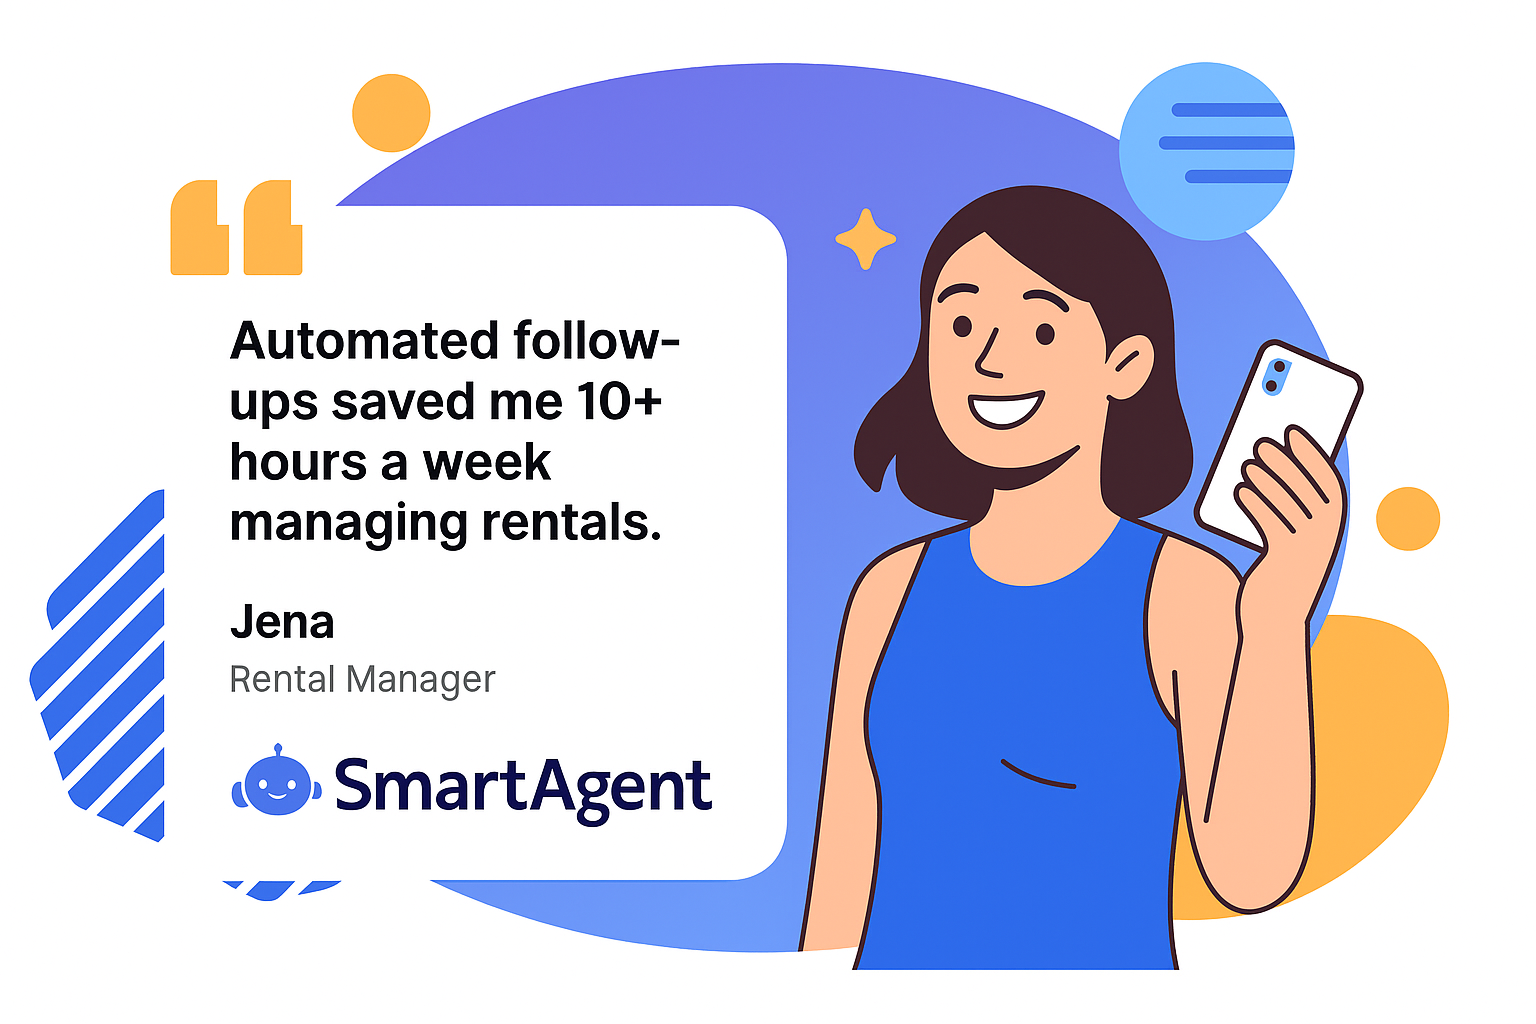 Automated follow-
ups saved me 10+
hours a week
managing rentals.
Jena
Rental Manager
SmartAgent